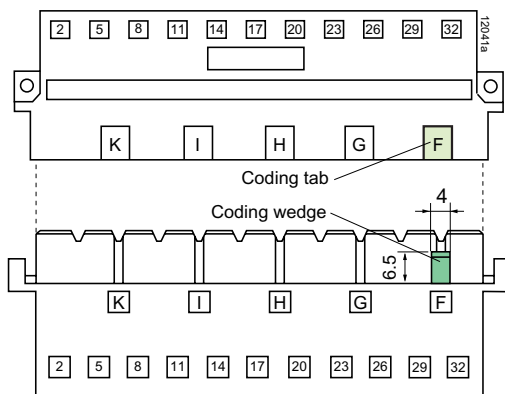 2 5 8 11 14 17 20 23 26 29 32
12041a
K I H G F
Coding tab
Coding wedge
4
6.5
K I H G F
2 5 8 11 14 17 20 23 26 29 32